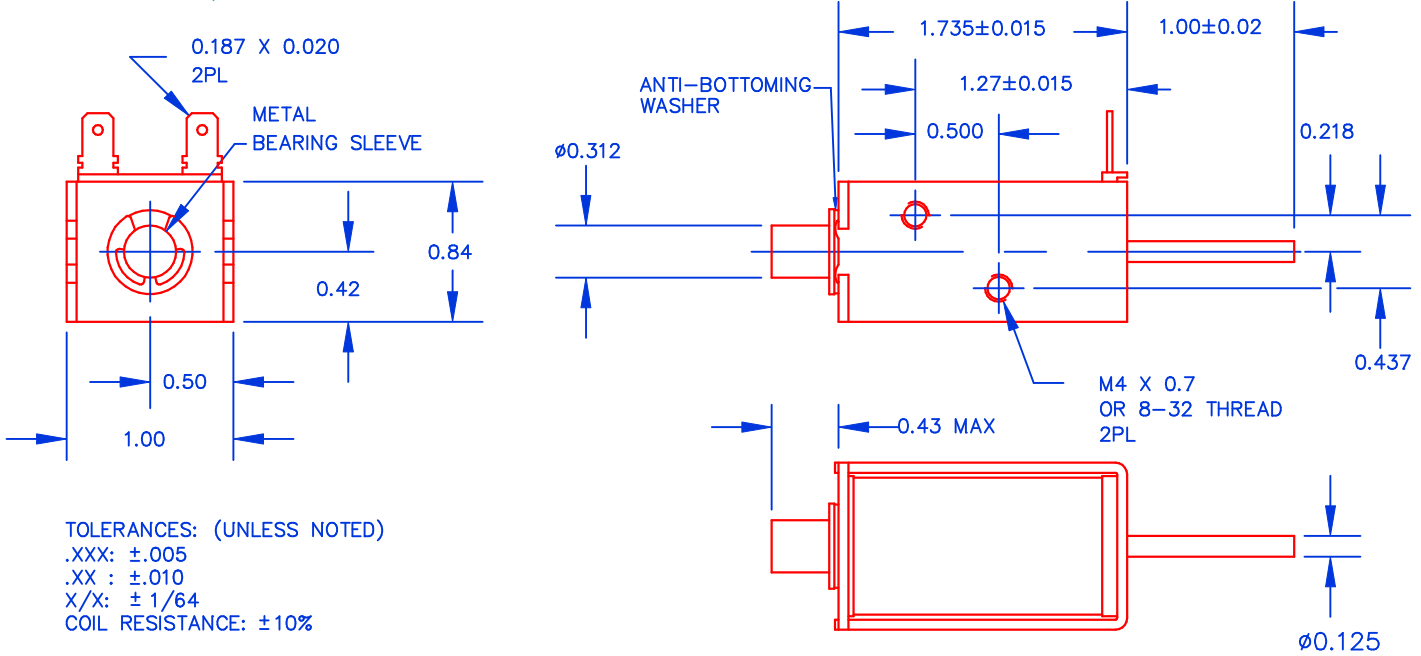 0.187 X 0.020
2PL
METAL
BEARING SLEEVE
0.84
0.42
0.50
1.00
TOLERANCES: (UNLESS NOTED)
.XXX: ±.005
.XX : ±.010
X/X: ± 1/64
COIL RESISTANCE: ±10%
1.735±0.015
1.00±0.02
ANTI-BOTTOMING
WASHER
1.27±0.015
0.500
0.218
ø0.312
0.437
M4 X 0.7
OR 8-32 THREAD
2PL
0.43 MAX
ø0.125